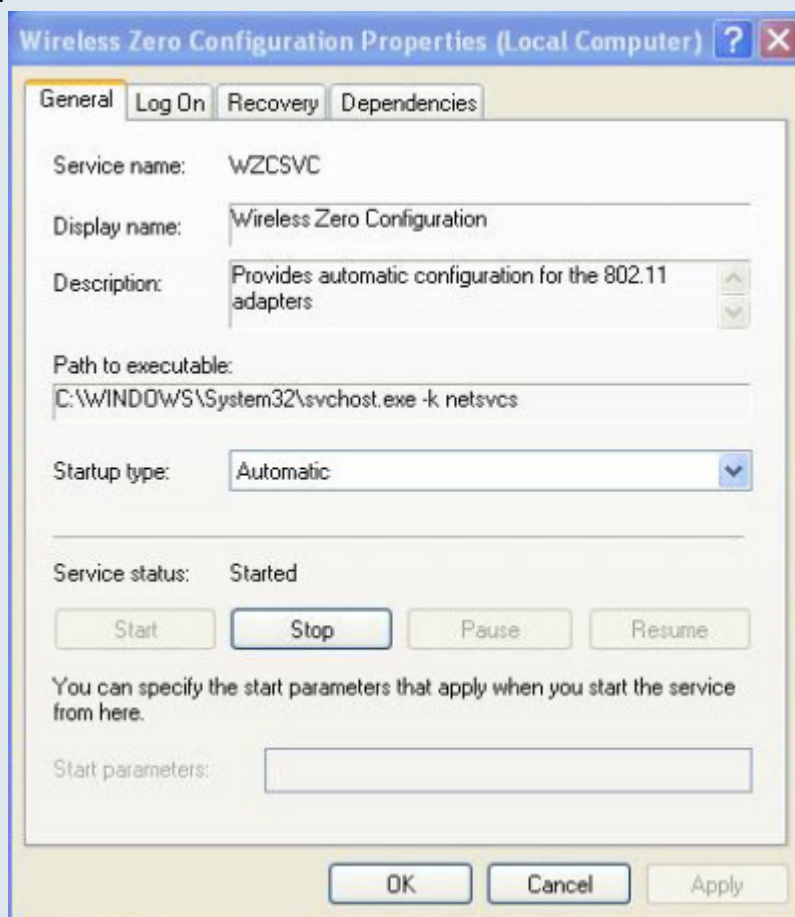 Wireless Zero Configuration Properties (Local Computer)
General Log On Recovery Dependencies
Service name: WZCSVC
Display name: Wireless Zero Configuration
Description: Provides automatic configuration for the 802.11
adapters
Path to executable:
C:\WINDOWS\System32\svchost.exe -k netsvcs
Startup type: Automatic
Service status: Started
Start Stop Pause Resume
You can specify the start parameters that apply when you start the service
from here.
Start parameters:
OK Cancel Apply